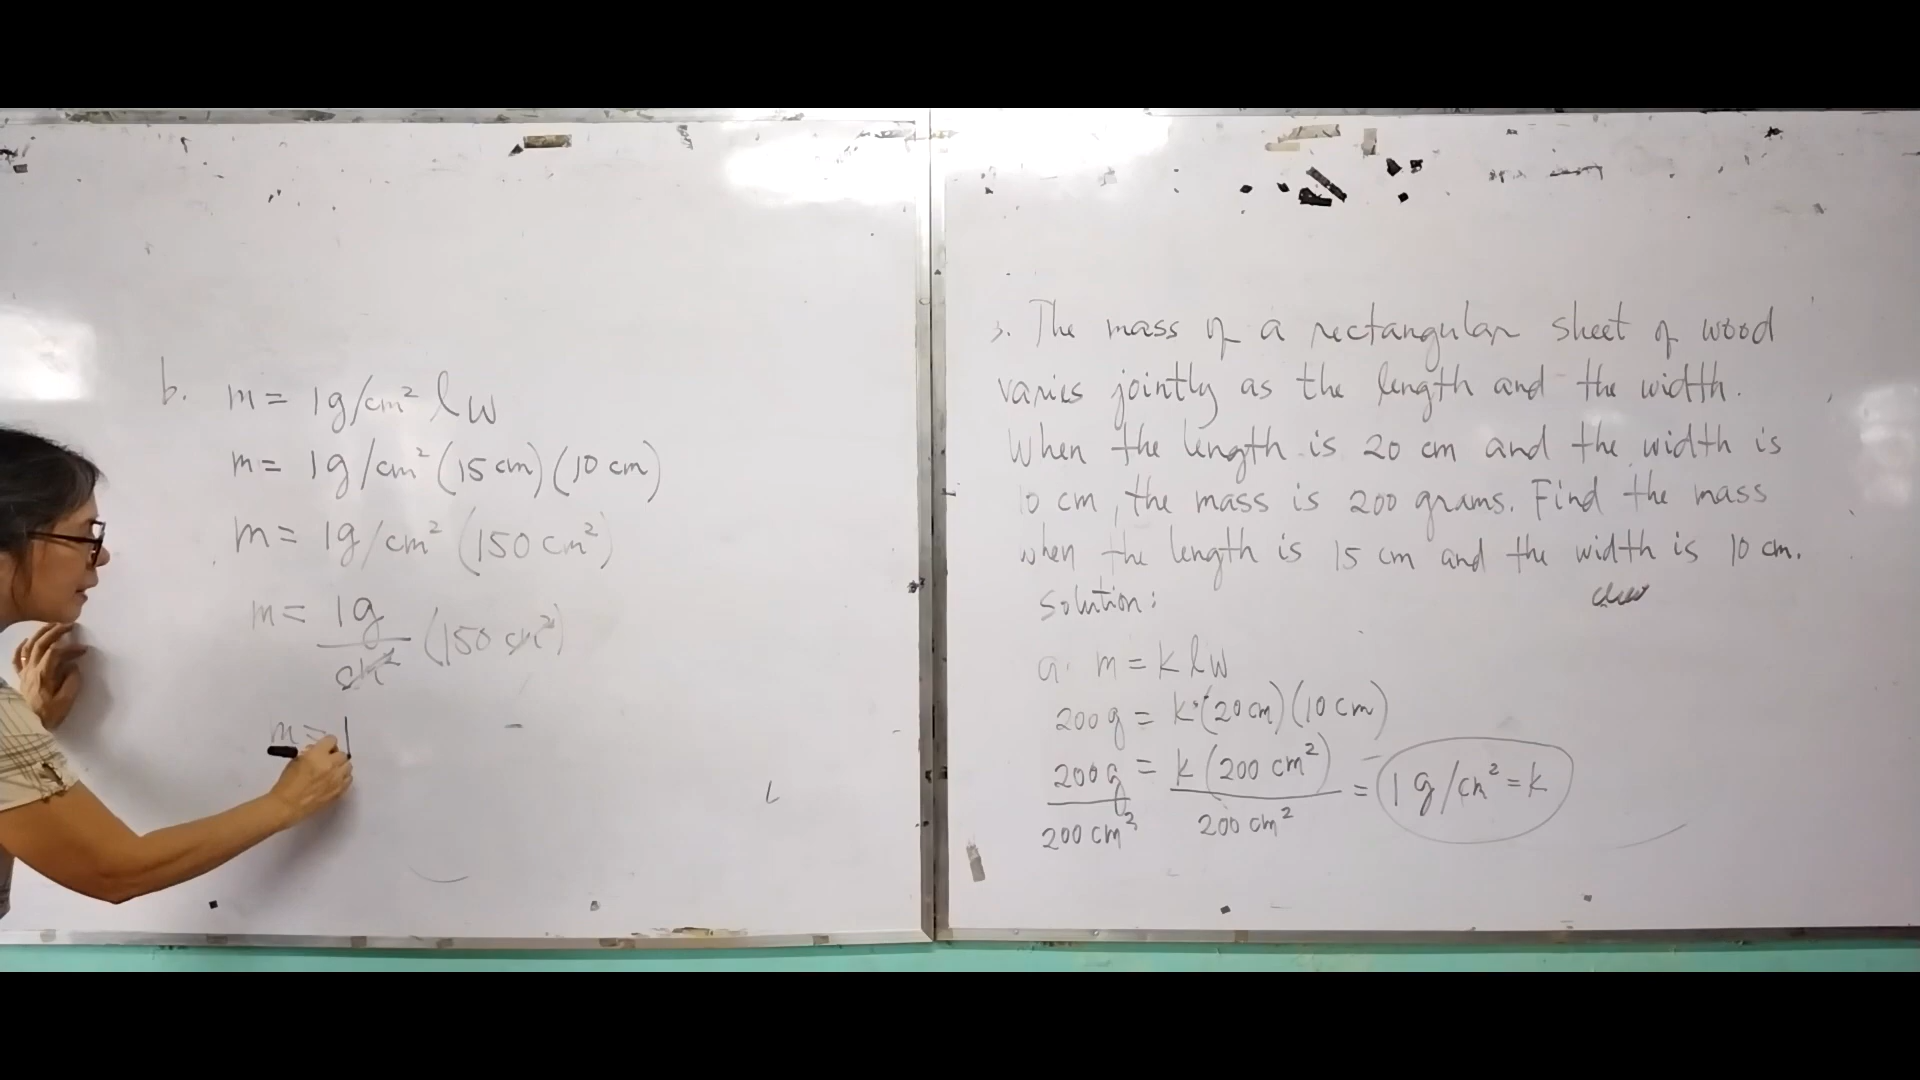 b. m = 1g/cm² l w
m = 1g/cm² (15 cm) (10 cm)
m = 1g/cm² (150 cm²)
m = 1g/cm² (150 cm²)
m = 1
3. The mass of a rectangular sheet of wood
varies jointly as the length and the width.
When the length is 20 cm and the width is
10 cm, the mass is 200 grams. Find the mass
when the length is 15 cm and the width is 10 cm.
Solution:
a. m = k l w
200 g = k · (20 cm) (10 cm)
200 g / 200 cm² = k (200 cm²) / 200 cm² = 1 g/cm² = k